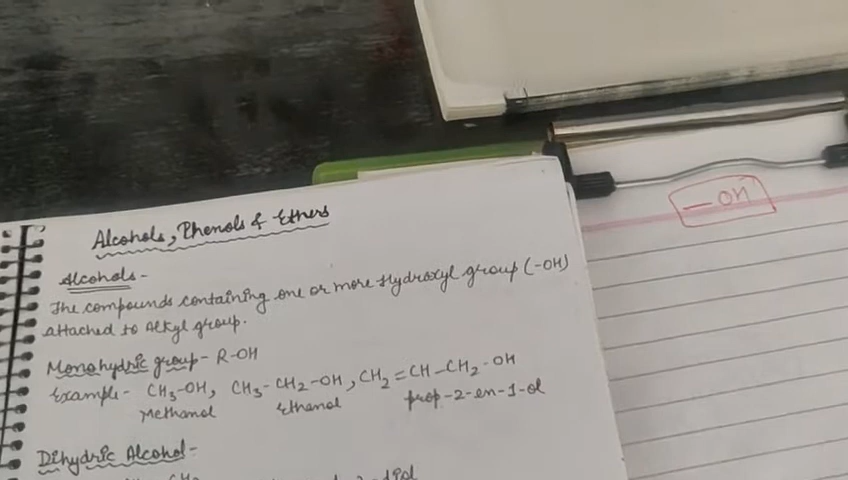 Alcohols, Phenols & Ethers
Alcohols-
The compounds containing one or more Hydroxyl group (-OH)
attached to Alkyl group.
Monohydric group- R-OH
Example- CH3-OH, CH3-CH2-OH, CH2=CH-CH2-OH
Methanol Ethanol prop-2-en-1-ol
Dihydric Alcohol-
-OH